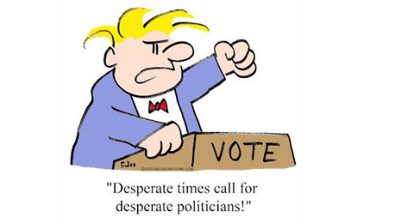 VOTE
"Desperate times call for
desperate politicians!"